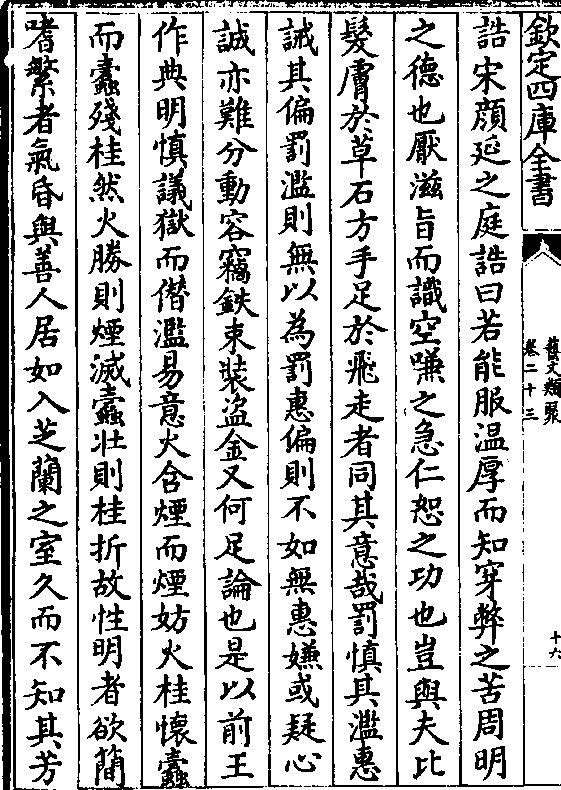 欽定四庫全書
藝文類聚
卷二十三
十六
誥宋顔延之庭誥曰若能服温厚而知穿弊之苦周明
之德也厭滋旨而識空嗛之急仁恕之功也豈與夫比
髮膚於草石方手足於飛走者同其意哉罰慎其濫惠
誡其偏罰濫則無以為罰惠偏則不如無惠嫌或疑心
誠亦難分動容竊鈇束裝盗金又何足論也是以前王
作典明慎議獄而僭濫易意火含煙而煙妨火桂懷蠧
而蠧殘桂然火勝則煙滅蠧壮則桂折故性明者欲簡
嗜繁者氣昏與善人居如入芝蘭之室久而不知其芳